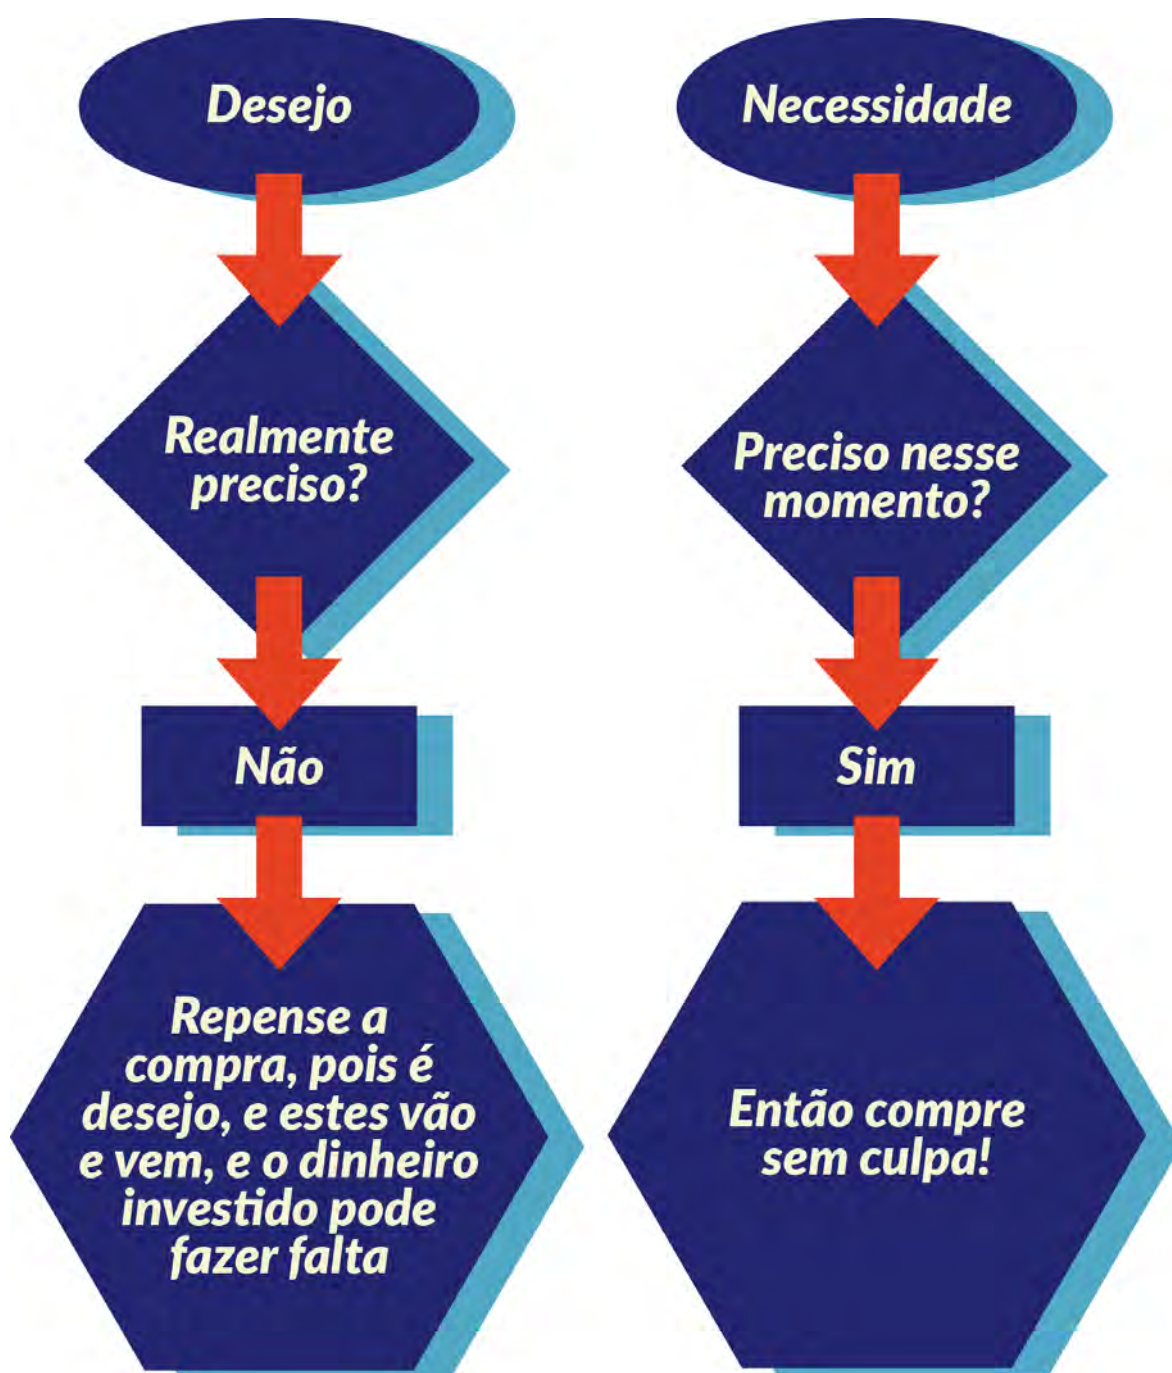 Desejo
Realmente
preciso?
Não
Repense a
compra, pois é
desejo, e estes vão
e vem, e o dinheiro
investido pode
fazer falta
Necessidade
Preciso nesse
momento?
Sim
Então compre
sem culpa!